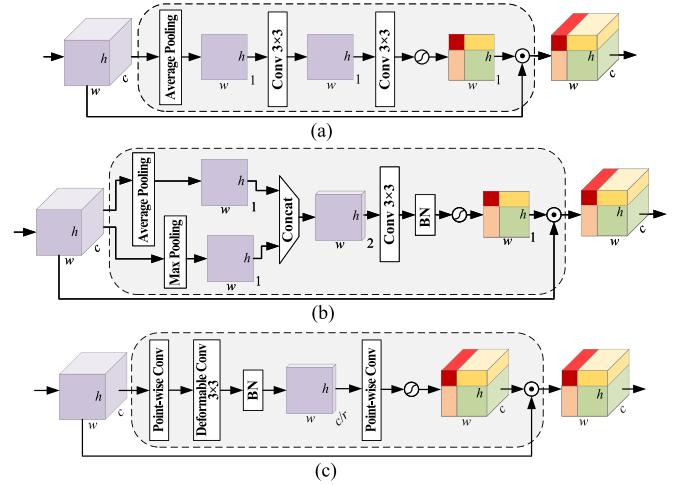 h
w
c
Average Pooling
h
w
1
Conv 3×3
h
w
1
Conv 3×3
h
w
1
h
w
c
(a)
h
w
c
Average Pooling
h
w
1
Max Pooling
h
w
1
Concat
h
w
2
Conv 3×3
BN
h
w
1
h
w
c
(b)
h
w
c
Point-wise Conv
Deformable Conv
3×3
BN
h
w
c/r
Point-wise Conv
h
w
c
h
w
c
(c)